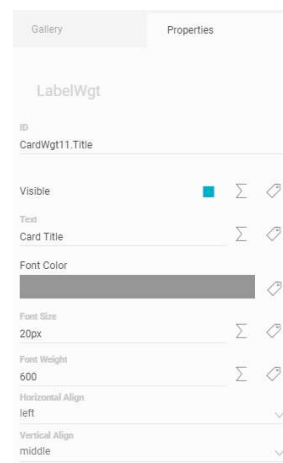 Gallery Properties
LabelWgt
ID
CardWgt11.Title
Visible
Text
Card Title
Font Color
Font Size
20px
Font Weight
600
Horizontal Align
left
Vertical Align
middle